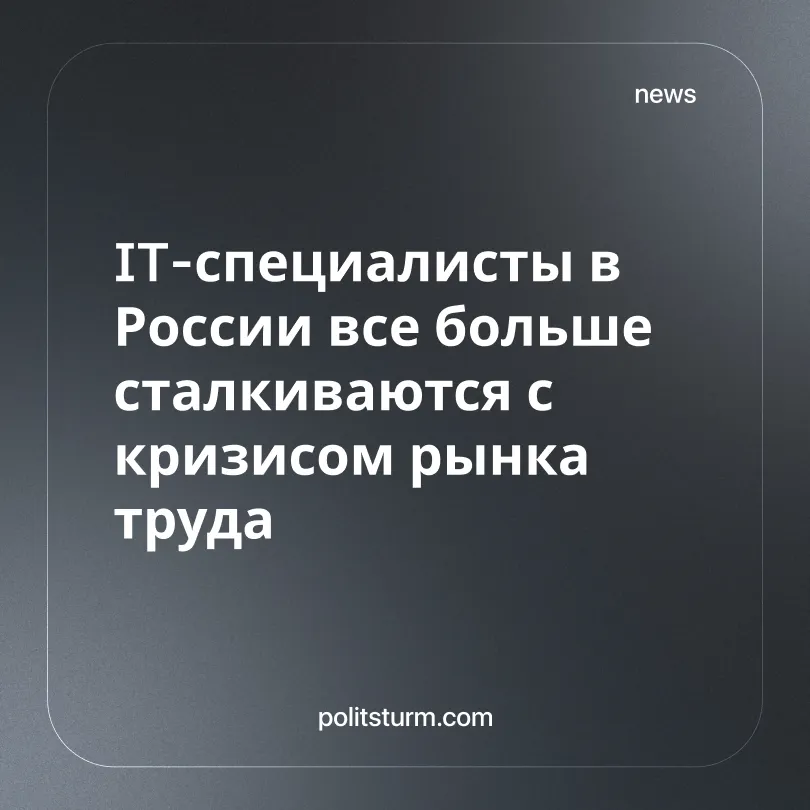 news
IT-специалисты в
России все больше
сталкиваются с
кризисом рынка
труда
politsturm.com